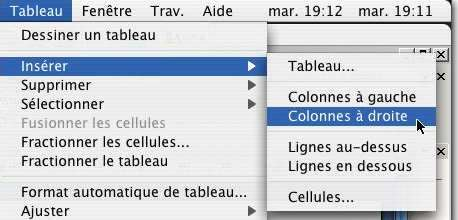 Tableau Fenêtre Trav. Aide mar. 19:12 mar. 19:11
Dessiner un tableau
Insérer
Supprimer
Sélectionner
Fusionner les cellules
Fractionner les cellules...
Fractionner le tableau
Format automatique de tableau...
Ajuster
Tableau...
Colonnes à gauche
Colonnes à droite
Lignes au-dessus
Lignes en dessous
Cellules...